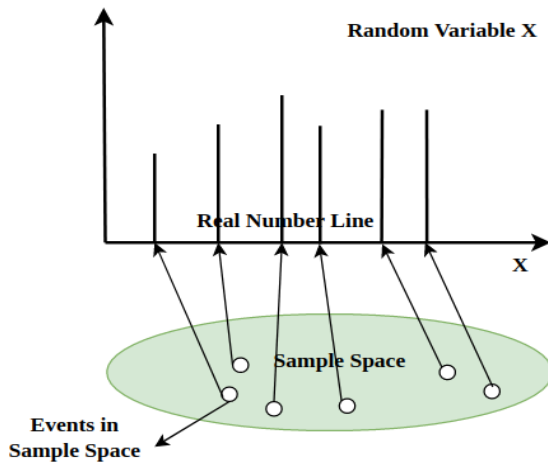 Random Variable X
Real Number Line
X
Sample Space
Events in
Sample Space